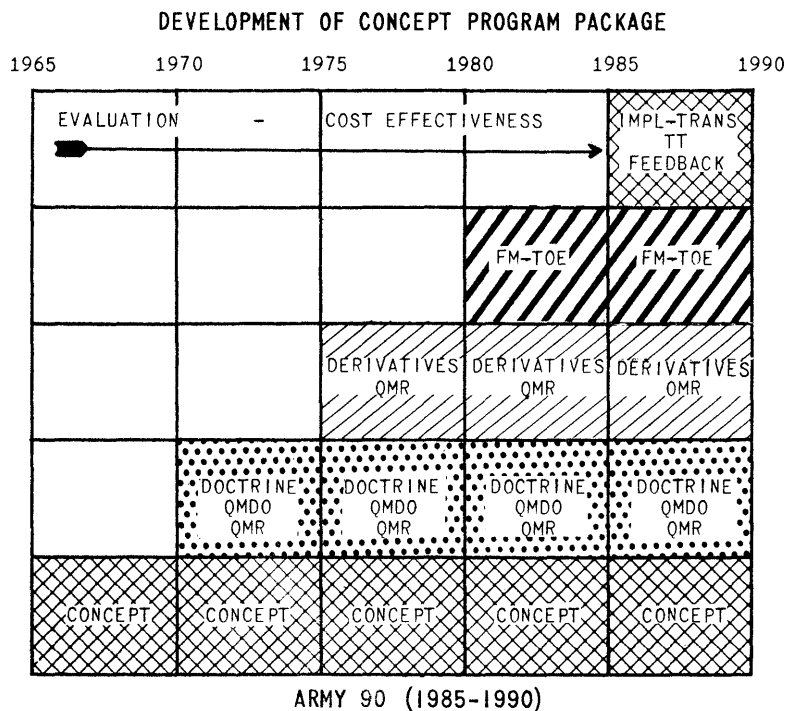 DEVELOPMENT OF CONCEPT PROGRAM PACKAGE
1965 1970 1975 1980 1985 1990
EVALUATION - COST EFFECTIVENESS
IMPL-TRANS
TT
FEEDBACK
FM-TOE FM-TOE
DERIVATIVES DERIVATIVES DERIVATIVES
QMR QMR QMR
DOCTRINE DOCTRINE DOCTRINE DOCTRINE
QMDO QMDO QMDO QMDO
QMR QMR QMR QMR
CONCEPT CONCEPT CONCEPT CONCEPT CONCEPT
ARMY 90 (1985-1990)